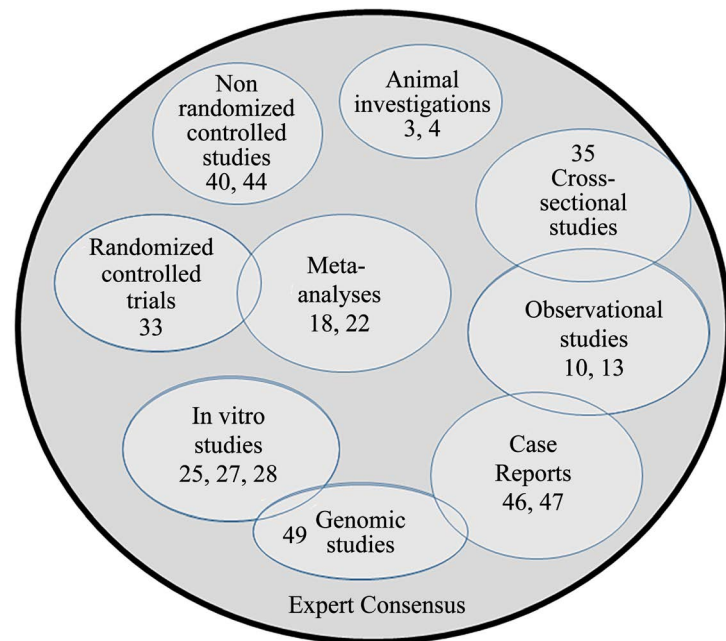 Non
randomized
controlled
studies
40, 44
Animal
investigations
3, 4
35
Cross-
sectional
studies
Randomized
controlled
trials
33
Meta-
analyses
18, 22
Observational
studies
10, 13
In vitro
studies
25, 27, 28
Case
Reports
46, 47
49 Genomic
studies
Expert Consensus